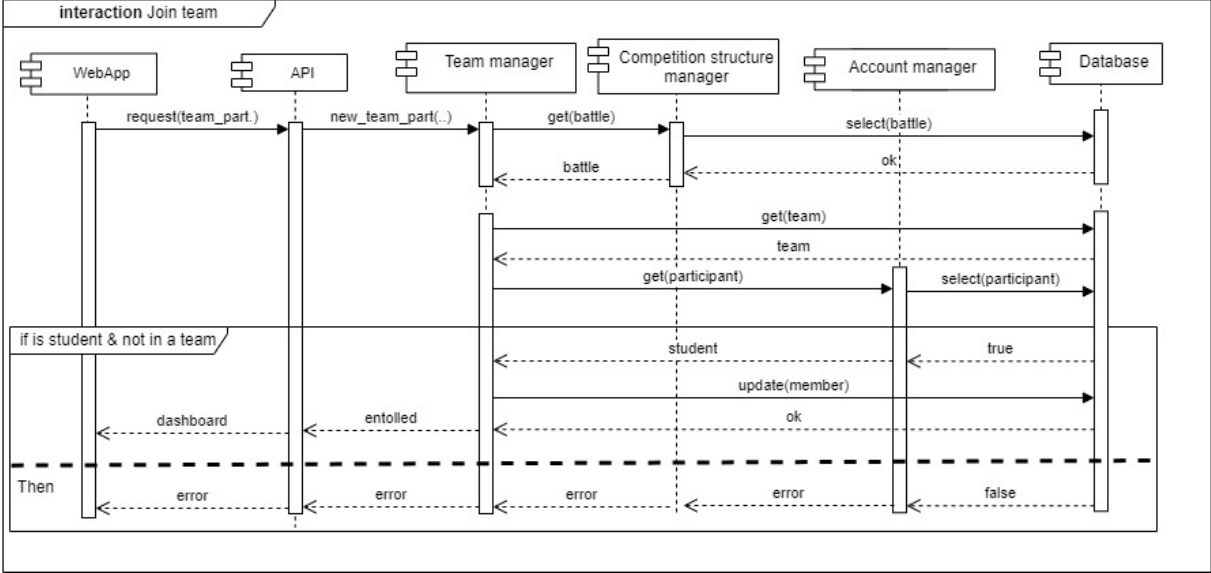 interaction Join team
WebApp
API
Team manager
Competition structure
manager
Account manager
Database
request(team_part.)
new_team_part(..)
get(battle)
select(battle)
ok
battle
get(team)
team
get(participant)
select(participant)
if is student & not in a team
student
true
update(member)
dashboard
entolled
ok
Then
error
error
error
error
false